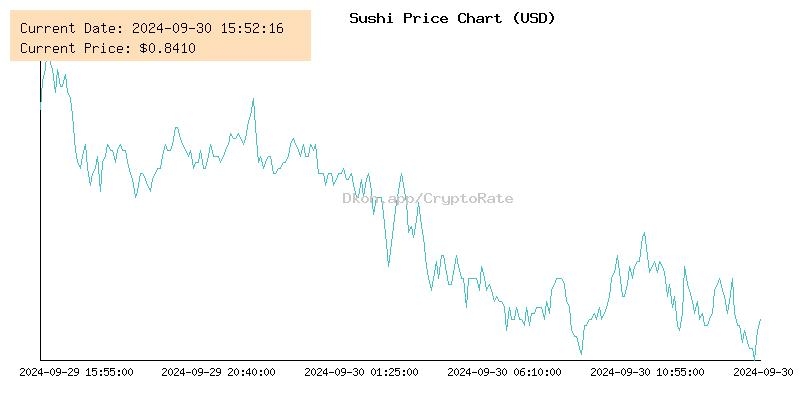 Sushi Price Chart (USD)
Current Date: 2024-09-30 15:52:16
Current Price: $0.8410
Dkon.app/CryptoRate
2024-09-29 15:55:00 2024-09-29 20:40:00 2024-09-30 01:25:00 2024-09-30 06:10:00 2024-09-30 10:55:00 2024-09-30